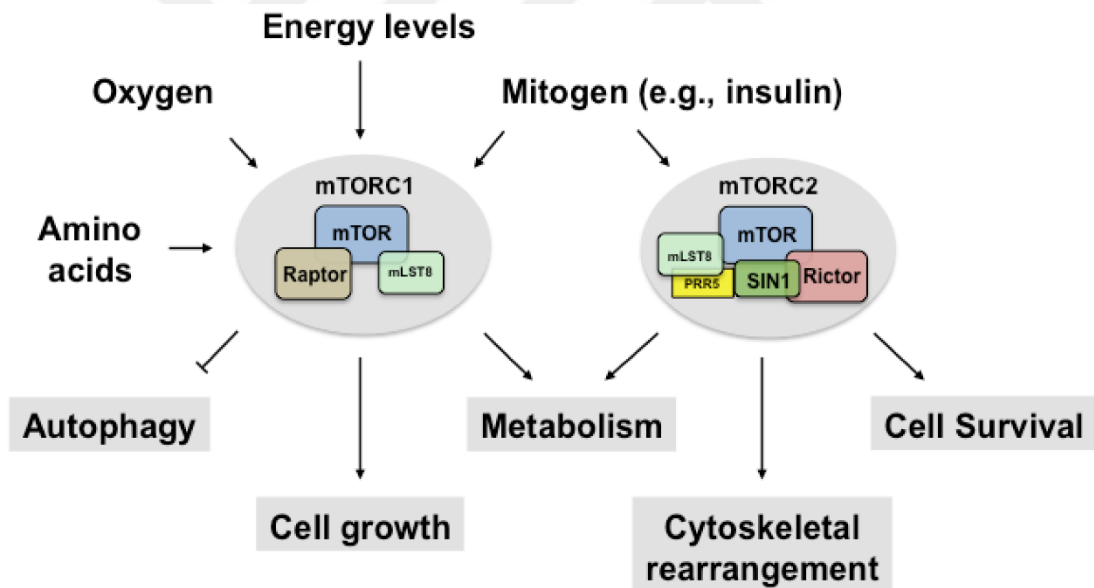 Energy levels
Oxygen
Mitogen (e.g., insulin)
mTORC1
mTORC2
mTOR
mTOR
Amino
acids
Raptor
mLST8
mLST8
PRR5
SIN1
Rictor
Autophagy
Metabolism
Cell Survival
Cell growth
Cytoskeletal
rearrangement